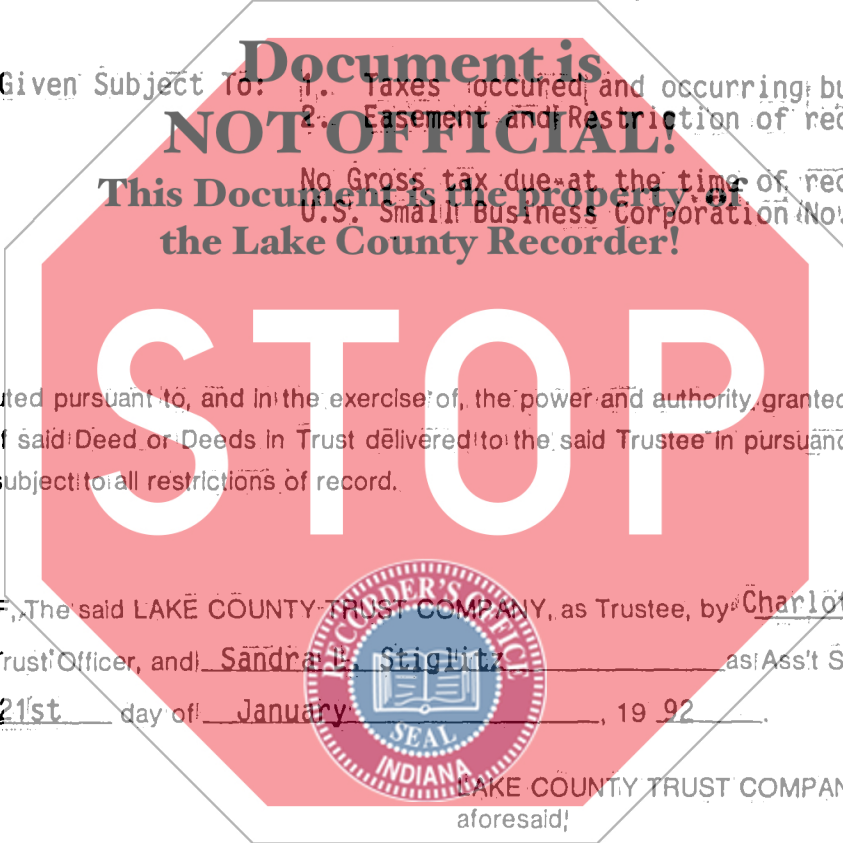 Document is
Given Subject To: 1. Taxes occured and occurring bu
NOT OFFICIAL!
2. Easement and Restriction of rec
This Document is the property of
No Gross tax due at the time of rec
U.S. Small Business Corporation No
the Lake County Recorder!
STOP
uted pursuant to, and in the exercise of, the power and authority granted
f said Deed or Deeds in Trust delivered to the said Trustee in pursuanc
subject to all restrictions of record.
F, The said LAKE COUNTY TRUST COMPANY, as Trustee, by Charlot
rust Officer, and Sandra L. Stiglitz as Ass't S
21st day of January, 19 92.
RECORDER'S OFFICE
SEAL
INDIANA
LAKE COUNTY TRUST COMPAN
aforesaid,